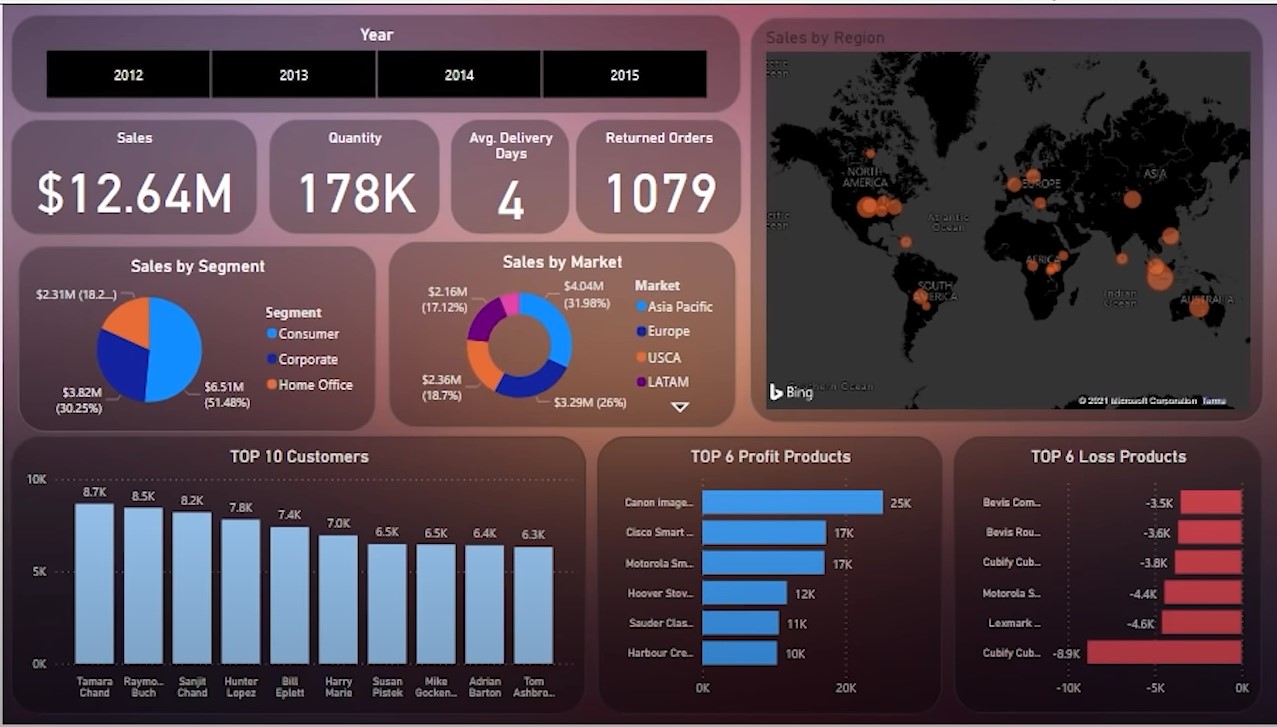 Year
2012
2013
2014
2015
Sales
$12.64M
Quantity
178K
Avg. Delivery
Days
4
Returned Orders
1079
Sales by Region
NORTH
AMERICA
EUROPE
ASIA
Atlantic
Ocean
AFRICA
SOUTH
AMERICA
Indian
Ocean
AUSTRALIA
Ocean
Bing
© 2021 Microsoft Corporation Terms
Sales by Segment
$2.31M (18.2...)
$3.82M
(30.25%)
$6.51M
(51.48%)
Segment
Consumer
Corporate
Home Office
Sales by Market
$2.16M
(17.12%)
$4.04M
(31.98%)
$2.36M
(18.7%)
$3.29M (26%)
Market
Asia Pacific
Europe
USCA
LATAM
TOP 10 Customers
10K
5K
0K
8.7K
8.5K
8.2K
7.8K
7.4K
7.0K
6.5K
6.5K
6.4K
6.3K
Tamara
Chand
Raymo...
Buch
Sanjit
Chand
Hunter
Lopez
Bill
Eplett
Harry
Marie
Susan
Pistek
Mike
Gocken...
Adrian
Barton
Tom
Ashbro...
TOP 6 Profit Products
Canon image...
25K
Cisco Smart ...
17K
Motorola Sm...
17K
Hoover Stov...
12K
Sauder Clas...
11K
Harbour Cre...
10K
0K
20K
TOP 6 Loss Products
Bevis Com...
-3.5K
Bevis Rou...
-3.6K
Cubify Cub...
-3.8K
Motorola S...
-4.4K
Lexmark ...
-4.6K
Cubify Cub...
-8.9K
-10K
-5K
0K